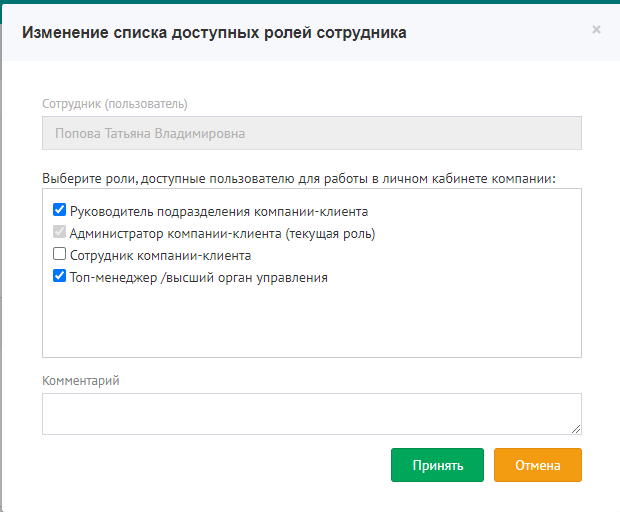 Изменение списка доступных ролей сотрудника
×
Сотрудник (пользователь)
Попова Татьяна Владимировна
Выберите роли, доступные пользователю для работы в личном кабинете компании:
Руководитель подразделения компании-клиента
Администратор компании-клиента (текущая роль)
Сотрудник компании-клиента
Топ-менеджер /высший орган управления
Комментарий
Принять
Отмена